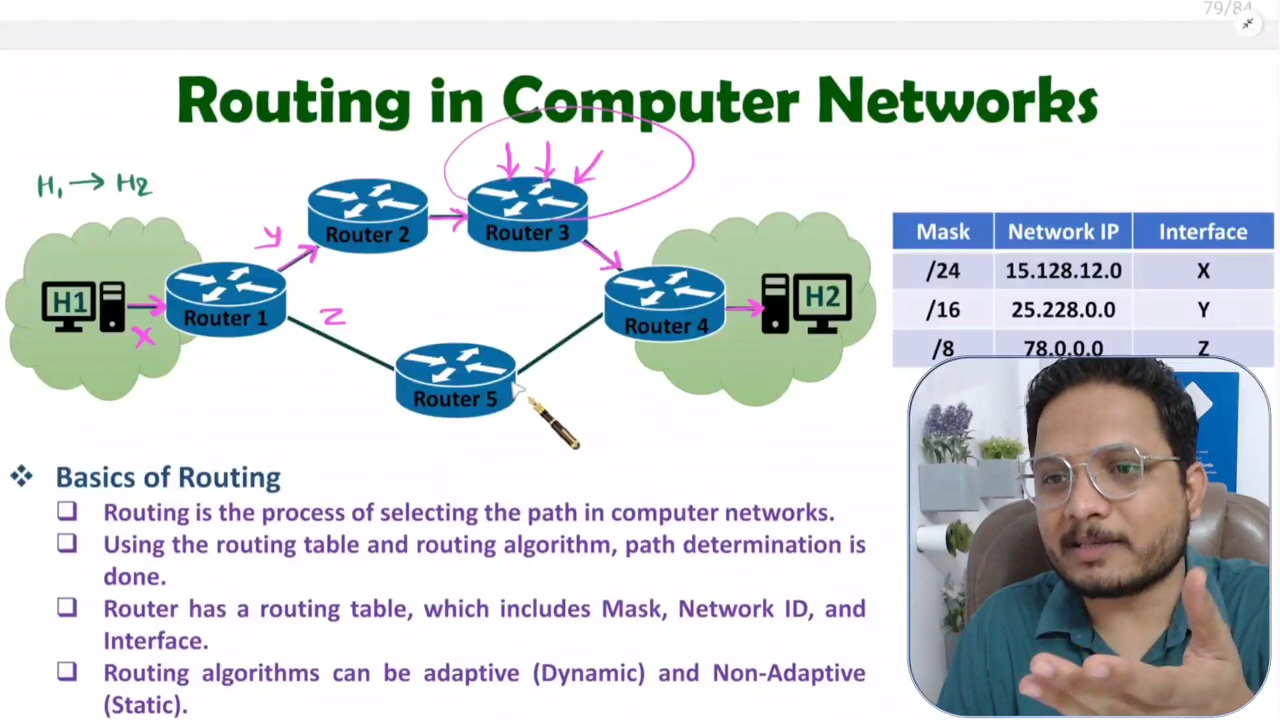 79/84
Routing in Computer Networks
H₁ → H2
Y
Router 2
Router 3
H1
X
Router 1
Z
Router 4
H2
Router 5
Mask Network IP Interface
/24 15.128.12.0 X
/16 25.228.0.0 Y
/8 78.0.0.0 Z
❖ Basics of Routing
❑ Routing is the process of selecting the path in computer networks.
❑ Using the routing table and routing algorithm, path determination is
done.
❑ Router has a routing table, which includes Mask, Network ID, and
Interface.
❑ Routing algorithms can be adaptive (Dynamic) and Non-Adaptive
(Static).